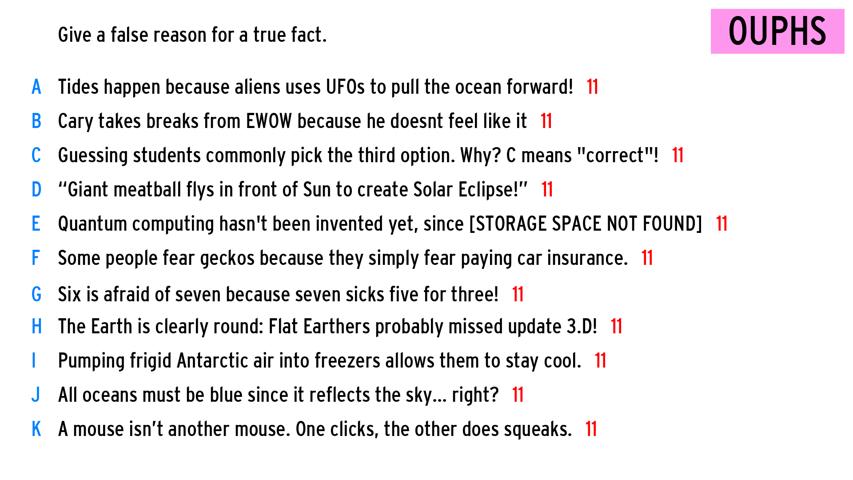 Give a false reason for a true fact.
OUPHS
A Tides happen because aliens uses UFOs to pull the ocean forward! 11
B Cary takes breaks from EWOW because he doesnt feel like it 11
C Guessing students commonly pick the third option. Why? C means "correct"! 11
D “Giant meatball flys in front of Sun to create Solar Eclipse!” 11
E Quantum computing hasn't been invented yet, since [STORAGE SPACE NOT FOUND] 11
F Some people fear geckos because they simply fear paying car insurance. 11
G Six is afraid of seven because seven sicks five for three! 11
H The Earth is clearly round: Flat Earthers probably missed update 3.D! 11
I Pumping frigid Antarctic air into freezers allows them to stay cool. 11
J All oceans must be blue since it reflects the sky... right? 11
K A mouse isn’t another mouse. One clicks, the other does squeaks. 11